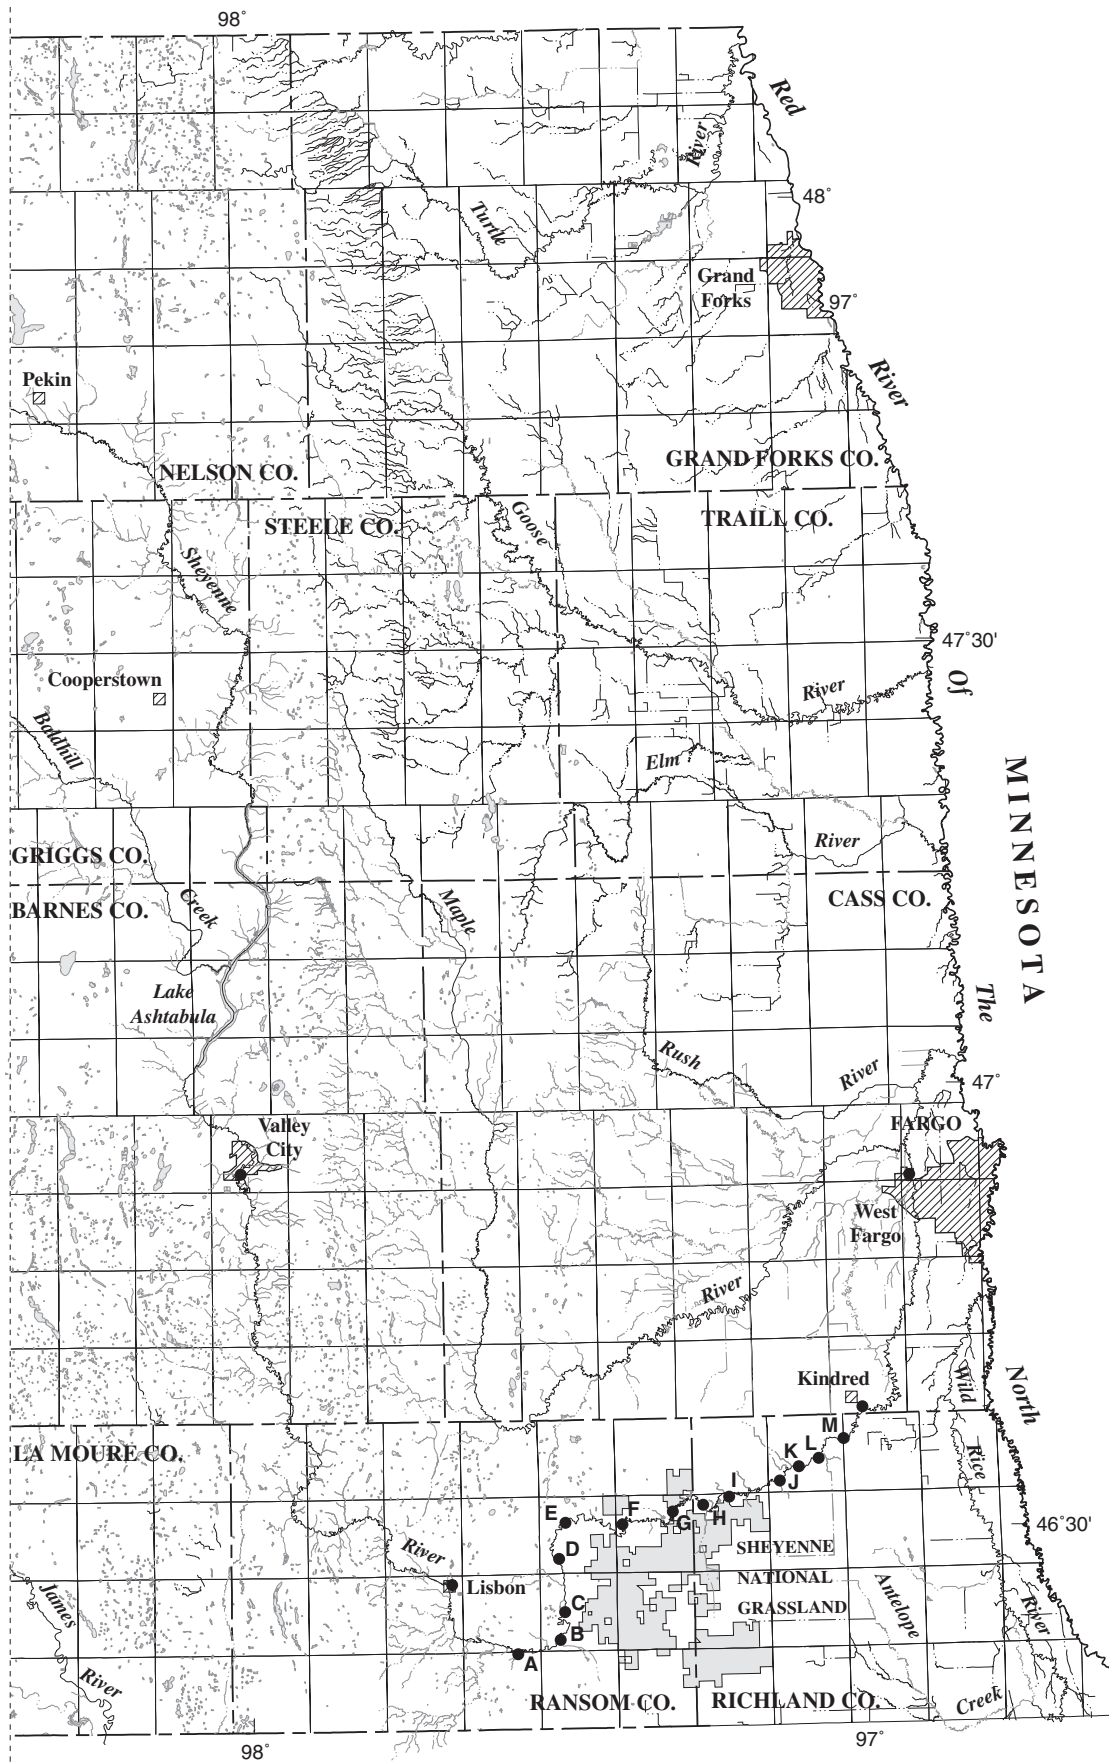 98°
Red
River
48°
Turtle
Grand
Forks
97°
River
Pekin
NELSON CO.
GRAND FORKS CO.
STEELE CO.
Goose
TRAILL CO.
Sheyenne
47°30'
Of
Cooperstown
River
Baldhill
Elm
MINNESOTA
River
GRIGGS CO.
Creek
Maple
CASS CO.
BARNES CO.
Lake
Ashtabula
The
Rush
River
47°
Valley
City
FARGO
West
Fargo
River
Kindred
Wild
North
M
LA MOURE CO.
L
K
Rice
J
I
E
F
G
H
46°30'
SHEYENNE
NATIONAL
GRASSLAND
D
River
Lisbon
James
Antelope
C
River
B
A
River
RANSOM CO.
RICHLAND CO.
Creek
98°
97°